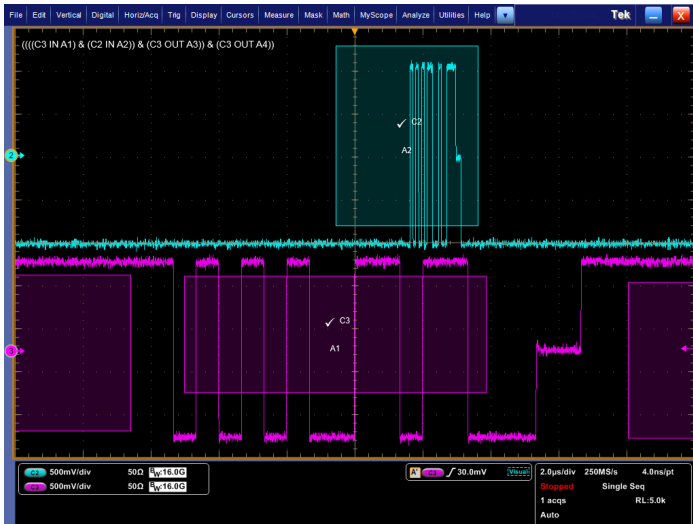 File Edit Vertical Digital Horiz/Acq Trig Display Cursors Measure Mask Math MyScope Analyze Utilities Help Tek
((((C3 IN A1) & (C2 IN A2)) & (C3 OUT A3)) & (C3 OUT A4))
C2
A2
2
C3
A1
3
C2 500mV/div 50Ω BW:16.0G
C3 500mV/div 50Ω BW:16.0G
A' C3 30.0mV Visual
2.0µs/div 250MS/s 4.0ns/pt
Stopped Single Seq
1 acqs RL:5.0k
Auto